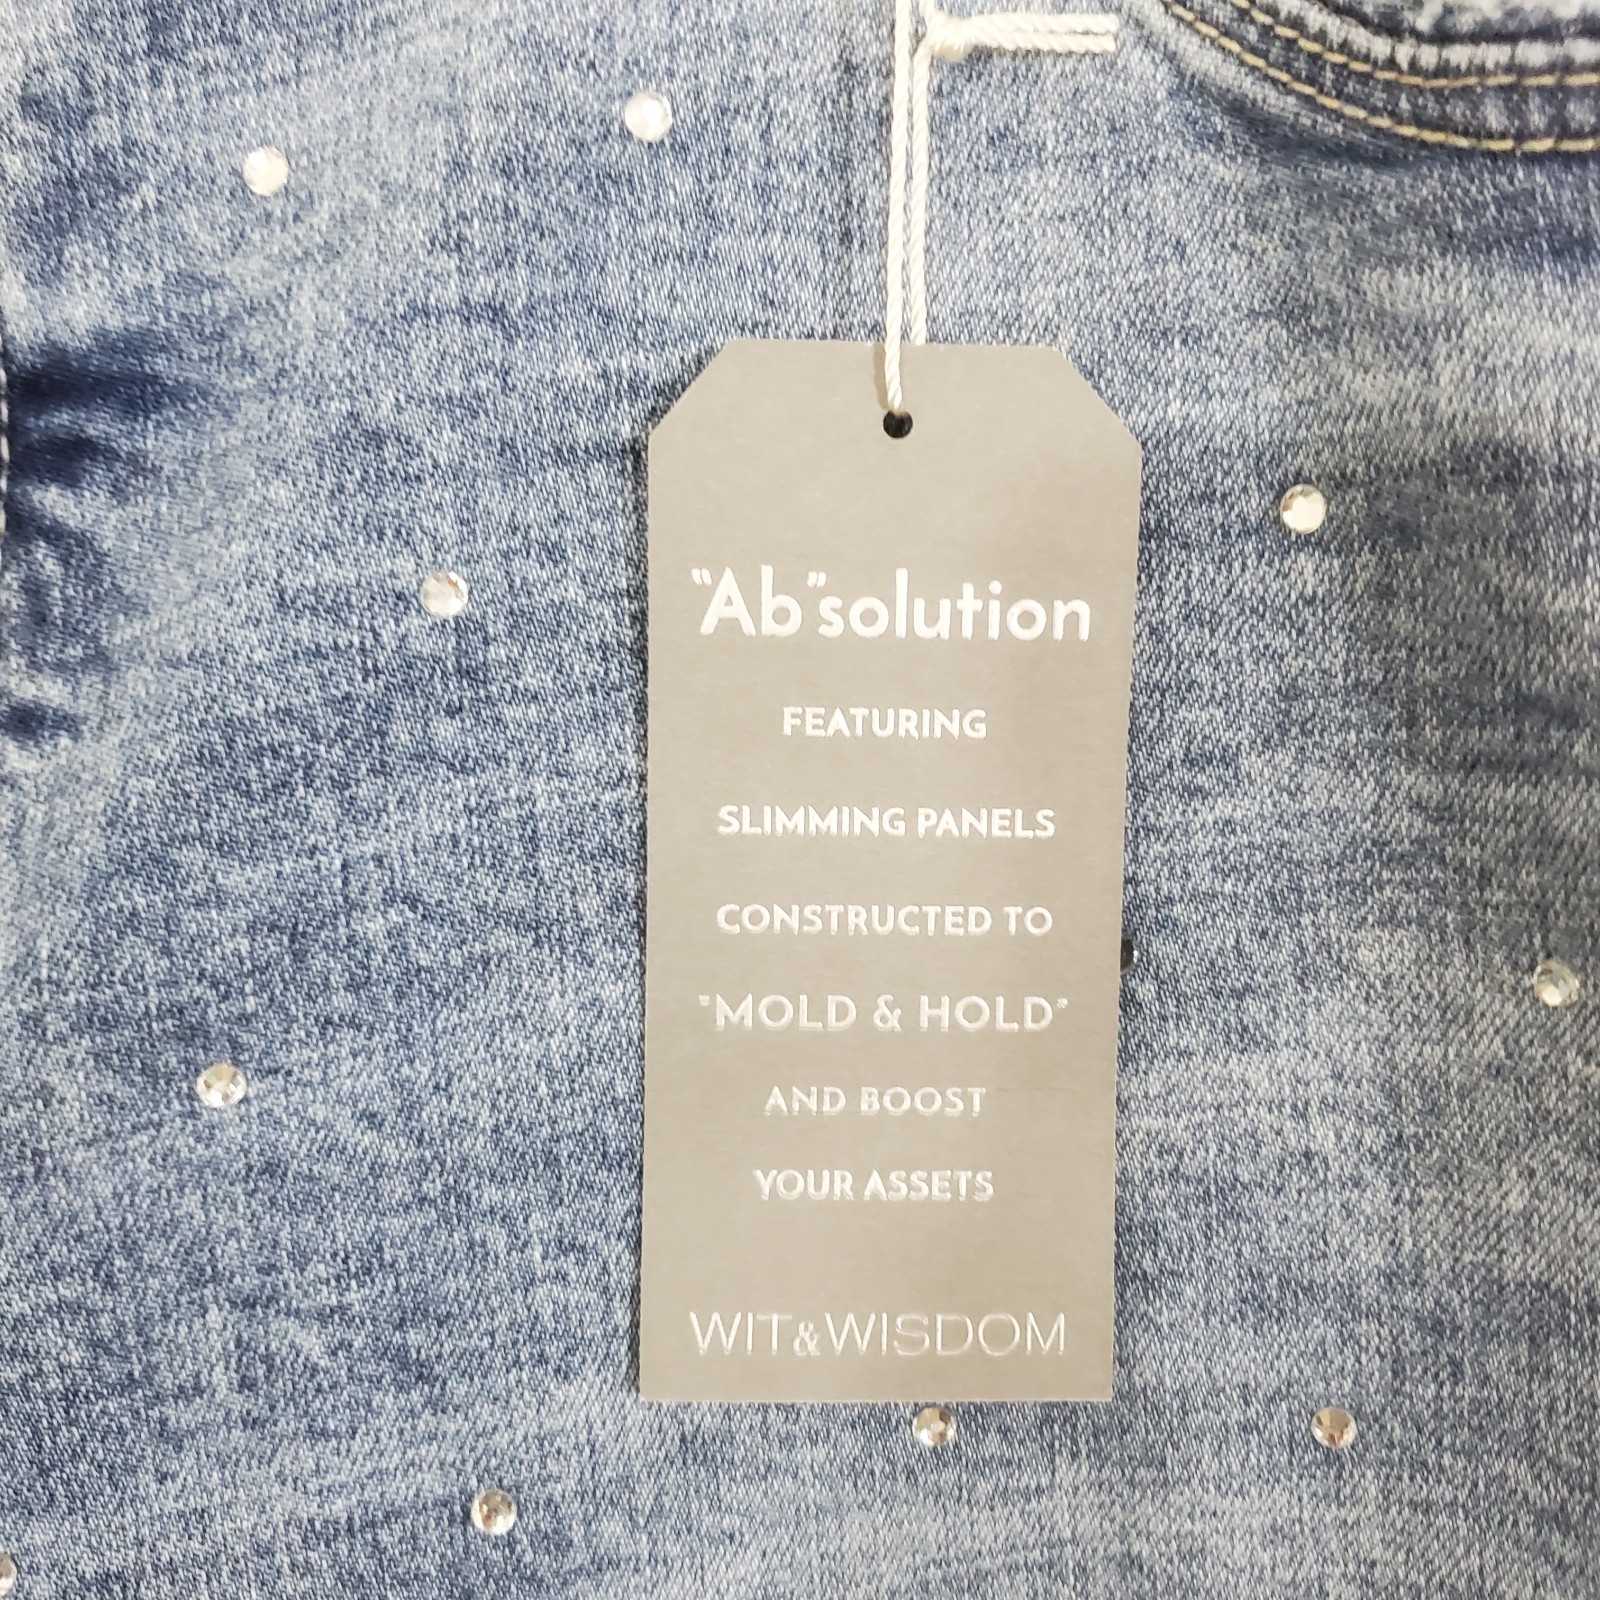 "Ab"solution
FEATURING
SLIMMING PANELS
CONSTRUCTED TO
"MOLD & HOLD"
AND BOOST
YOUR ASSETS
WIT&WISDOM